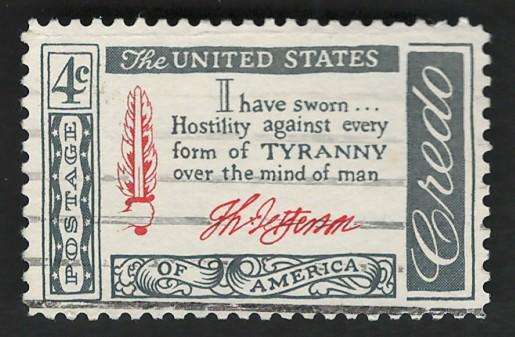 The UNITED STATES
4c
POSTAGE
I have sworn ...
Hostility against every
form of TYRANNY
over the mind of man
Th. Jefferson
OF AMERICA
Credo